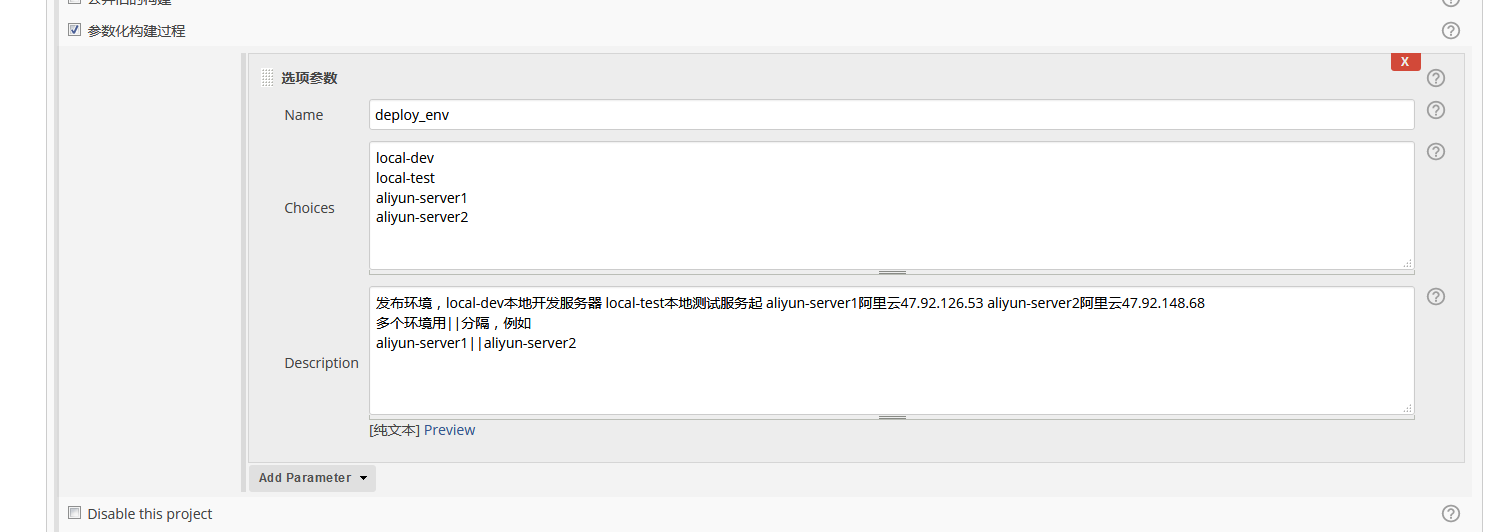 参数化构建过程
X
选项参数
Name
deploy_env
Choices
local-dev
local-test
aliyun-server1
aliyun-server2
Description
发布环境，local-dev本地开发服务器 local-test本地测试服务起 aliyun-server1阿里云47.92.126.53 aliyun-server2阿里云47.92.148.68
多个环境用||分隔，例如
aliyun-server1||aliyun-server2
[纯文本] Preview
Add Parameter
Disable this project